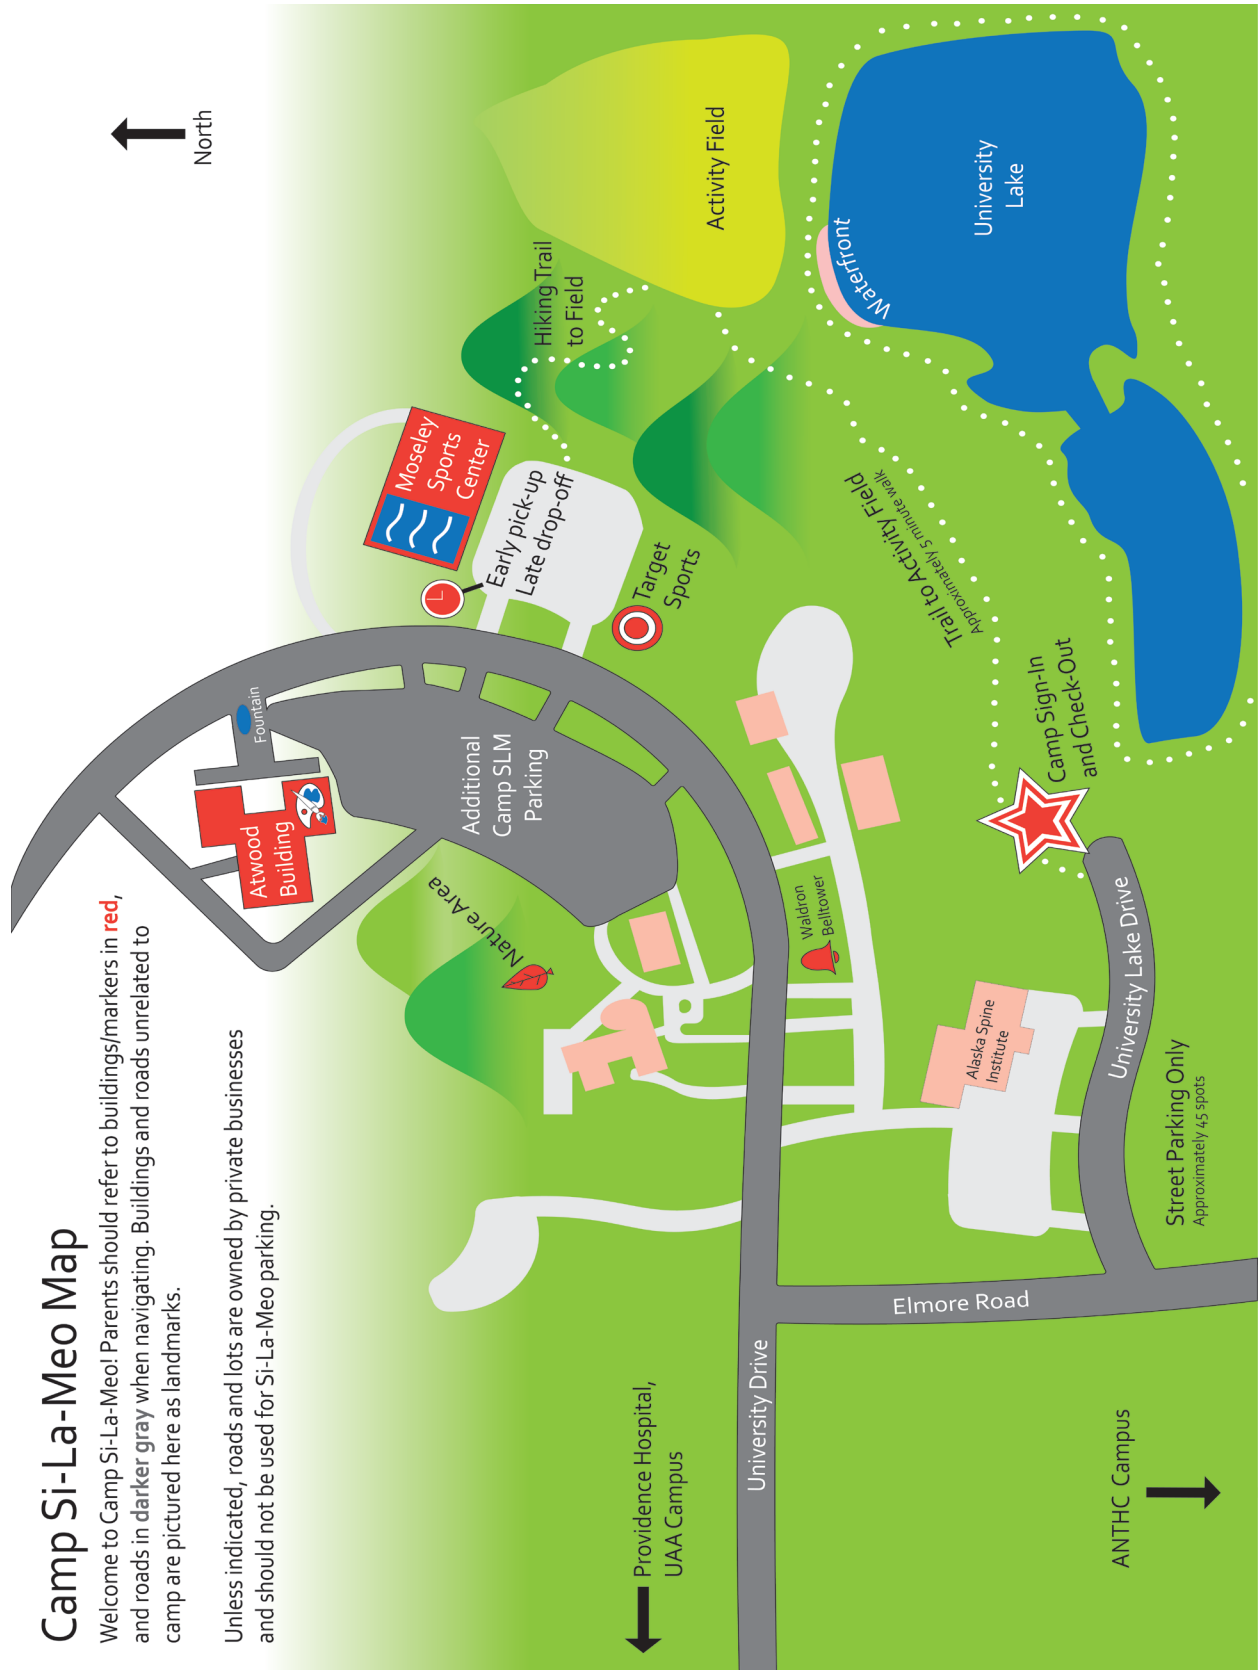 Camp Si-La-Meo Map
Welcome to Camp Si-La-Meo! Parents should refer to buildings/markers in red,
and roads in darker gray when navigating. Buildings and roads unrelated to
camp are pictured here as landmarks.
Unless indicated, roads and lots are owned by private businesses
and should not be used for Si-La-Meo parking.
North
Atwood
Building
Fountain
Moseley
Sports
Center
Early pick-up
Late drop-off
Additional
Camp SLM
Parking
Nature Area
Target
Sports
Hiking Trail
to Field
Activity Field
Waterfront
University
Lake
Trail to Activity Field
Approximately 5 minute walk
Waldron
Belltower
Camp Sign-In
and Check-Out
Alaska Spine
Institute
University Lake Drive
Street Parking Only
Approximately 45 spots
Elmore Road
University Drive
Providence Hospital,
UAA Campus
ANTHC Campus